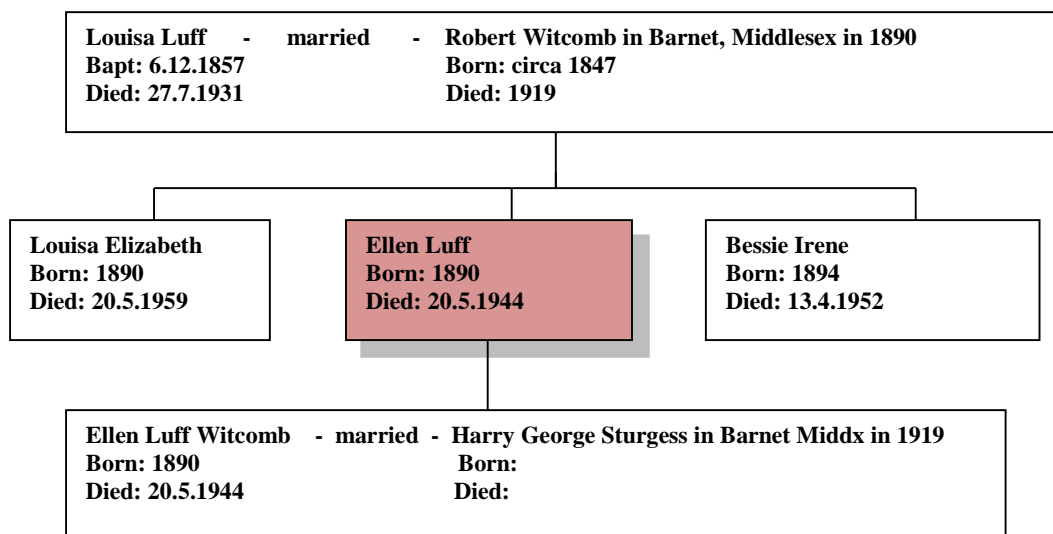 Louisa Luff - married - Robert Witcomb in Barnet, Middlesex in 1890
Bapt: 6.12.1857 Born: circa 1847
Died: 27.7.1931 Died: 1919
Louisa Elizabeth
Born: 1890
Died: 20.5.1959
Ellen Luff
Born: 1890
Died: 20.5.1944
Bessie Irene
Born: 1894
Died: 13.4.1952
Ellen Luff Witcomb - married - Harry George Sturgess in Barnet Middx in 1919
Born: 1890 Born:
Died: 20.5.1944 Died: